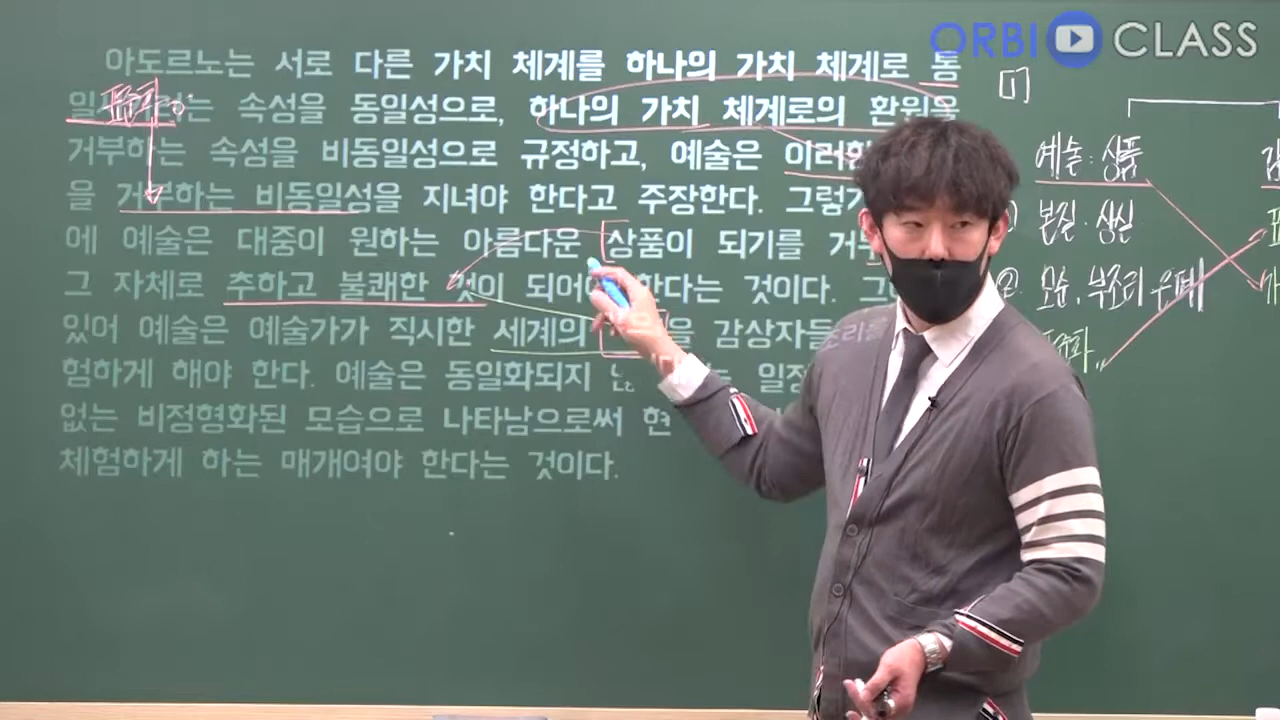 ORBI CLASS
아도르노는 서로 다른 가치 체계를 하나의 가치 체계로 통
속성을 동일성으로, 하나의 가치 체계로의 환원을
거부하는 속성을 비동일성으로 규정하고, 예술은 이러한
을 거부하는 비동일성을 지녀야 한다고 주장한다.
에 예술은 대중이 원하는 아름다운 상품이 되기를
그 자체로 추하고 불쾌한 것이 되어야 한다는 것이다.
있어 예술은 예술가가 직시한 세계의 감상자들
험하게 해야 한다. 예술은 동일화되지
없는 비정형화된 모습으로 나타남으로써 현
체험하게 하는 매개여야 한다는 것이다.
예술 : 상품
본질 · 상실
② 모순, 부조리 은폐